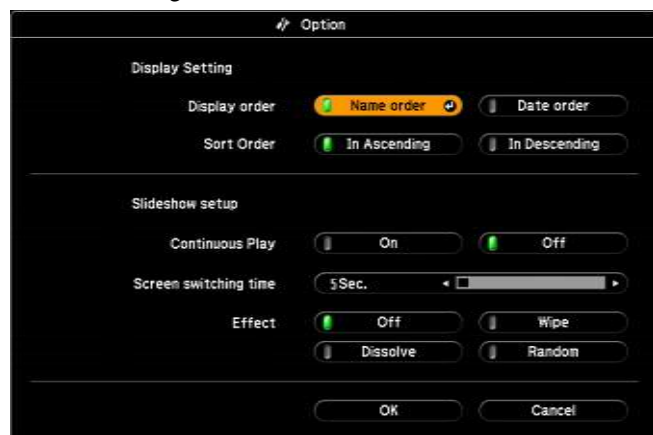 Option
Display Setting
Display order Name order Date order
Sort Order In Ascending In Descending
Slideshow setup
Continuous Play On Off
Screen switching time 5Sec.
Effect Off Wipe
Dissolve Random
OK Cancel